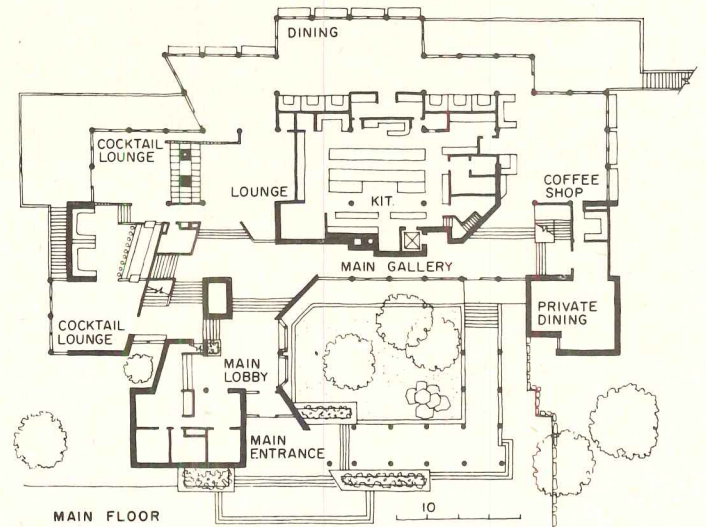 DINING
COCKTAIL
LOUNGE
LOUNGE
KIT.
COFFEE
SHOP
MAIN GALLERY
PRIVATE
DINING
COCKTAIL
LOUNGE
MAIN
LOBBY
MAIN
ENTRANCE
MAIN FLOOR
10